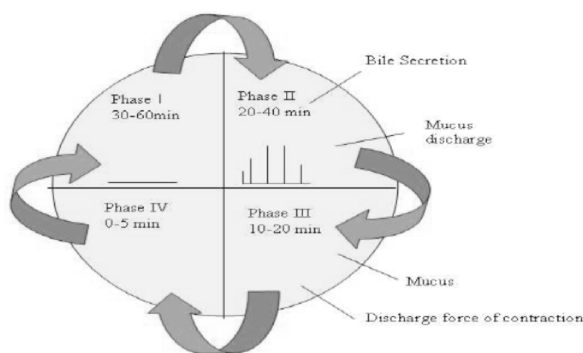 Phase I
30-60min
Phase II
20-40 min
Bile Secretion
Mucus
discharge
Phase IV
0-5 min
Phase III
10-20 min
Mucus
Discharge force of contraction